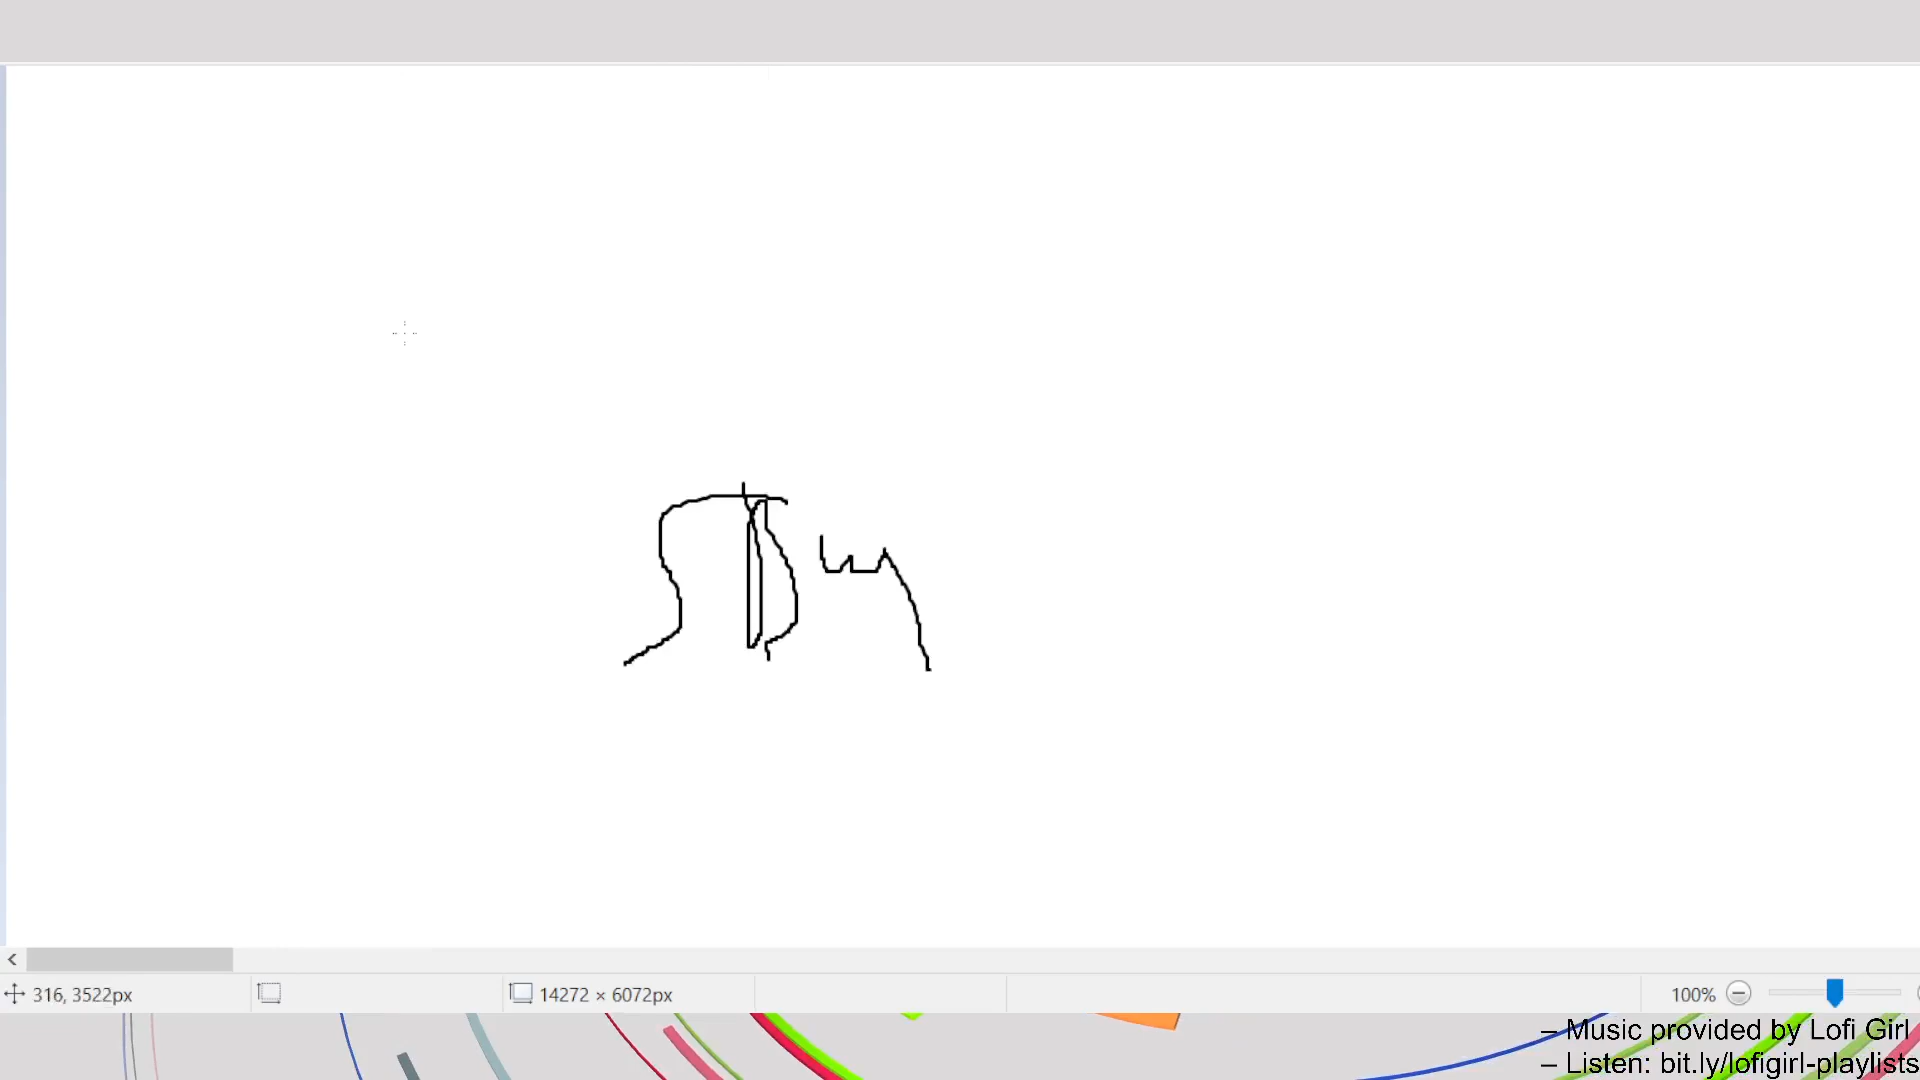 316, 3522px
14272 × 6072px
100%
– Music provided by Lofi Girl
– Listen: bit.ly/lofigirl-playlists